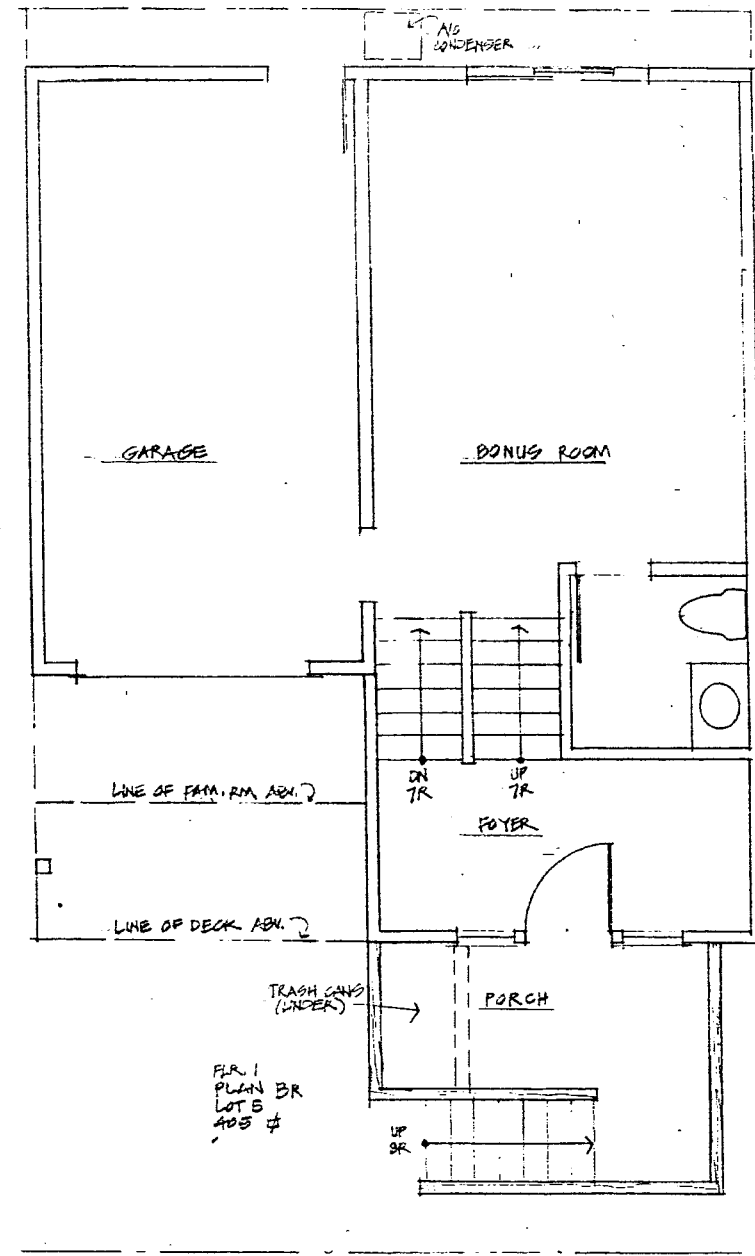 A/C
CONDENSER
GARAGE
BONUS ROOM
DN
7R
UP
7R
LINE OF FAM. RM ABV.
FOYER
LINE OF DECK ABV.
TRASH CANS
(UNDER)
PORCH
FLR. 1
PLAN BR
LOT 5
UP